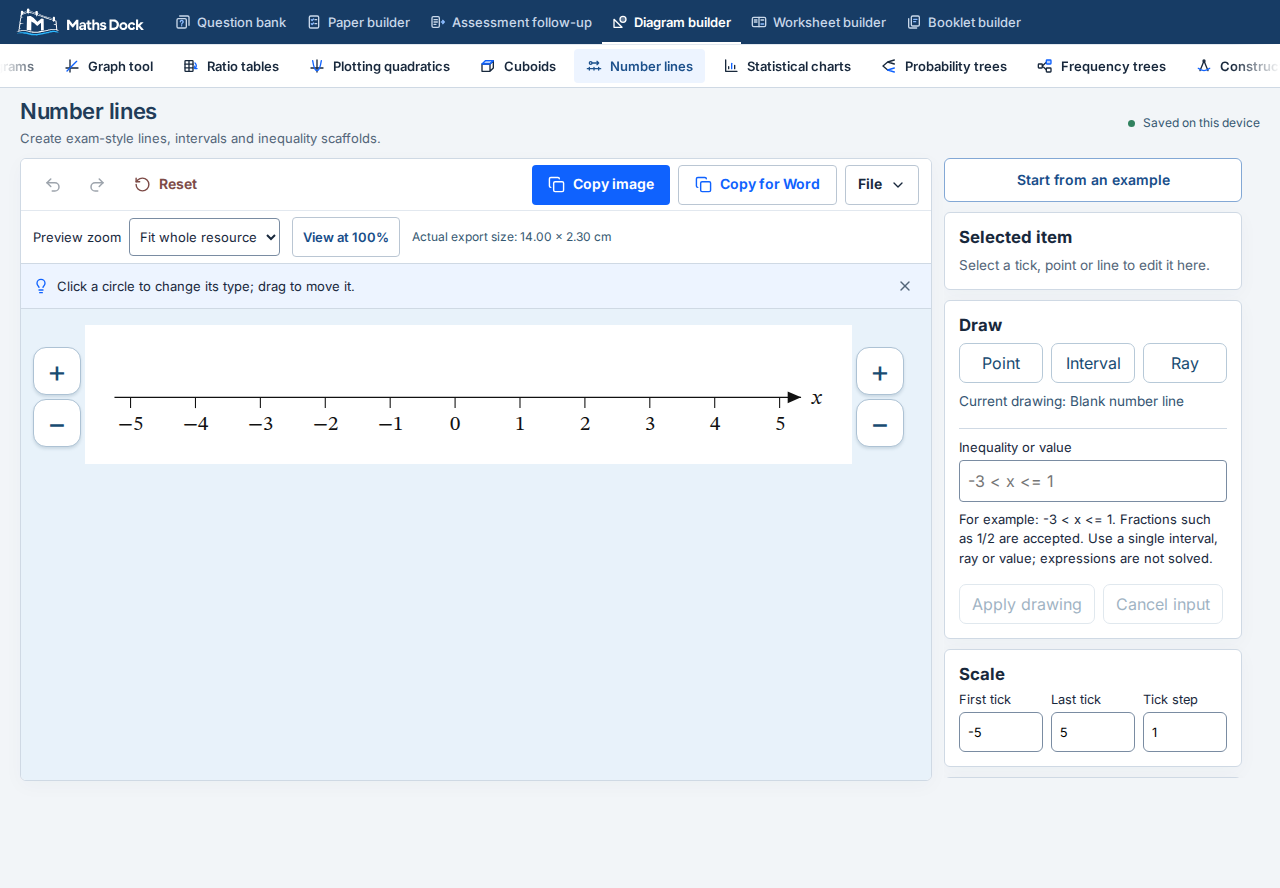 Maths Dock
Question bank
Paper builder
Assessment follow-up
Diagram builder
Worksheet builder
Booklet builder
rams
Graph tool
Ratio tables
Plotting quadratics
Cuboids
Number lines
Statistical charts
Probability trees
Frequency trees
Construc
Number lines
Create exam-style lines, intervals and inequality scaffolds.
Saved on this device
Reset
Copy image
Copy for Word
File
Preview zoom
Fit whole resource
View at 100%
Actual export size: 14.00 × 2.30 cm
Click a circle to change its type; drag to move it.
+
−
+
−
−5 −4 −3 −2 −1 0 1 2 3 4 5
x
Start from an example
Selected item
Select a tick, point or line to edit it here.
Draw
Point
Interval
Ray
Current drawing: Blank number line
Inequality or value
-3 < x <= 1
For example: -3 < x <= 1. Fractions such
as 1/2 are accepted. Use a single interval,
ray or value; expressions are not solved.
Apply drawing
Cancel input
Scale
First tick
Last tick
Tick step
-5
5
1